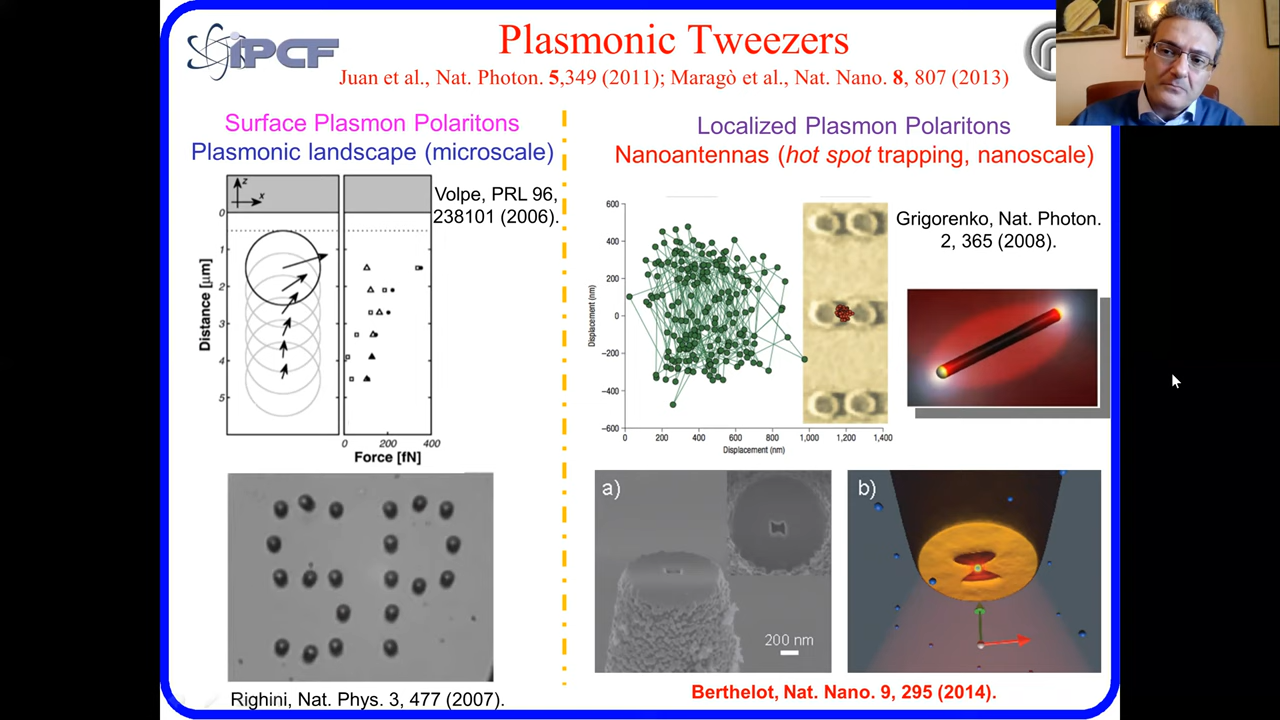 iPCF
Plasmonic Tweezers
Juan et al., Nat. Photon. 5,349 (2011); Maragò et al., Nat. Nano. 8, 807 (2013)
Surface Plasmon Polaritons
Plasmonic landscape (microscale)
z
x
Volpe, PRL 96,
238101 (2006).
0
1
2
3
4
5
Distance [µm]
0 200 400
Force [fN]
Righini, Nat. Phys. 3, 477 (2007).
Localized Plasmon Polaritons
Nanoantennas (hot spot trapping, nanoscale)
600
400
200
0
−200
−400
−600
Displacement (nm)
0 200 400 600 800 1,000 1,200 1,400
Displacement (nm)
Grigorenko, Nat. Photon.
2, 365 (2008).
a)
200 nm
b)
Berthelot, Nat. Nano. 9, 295 (2014).